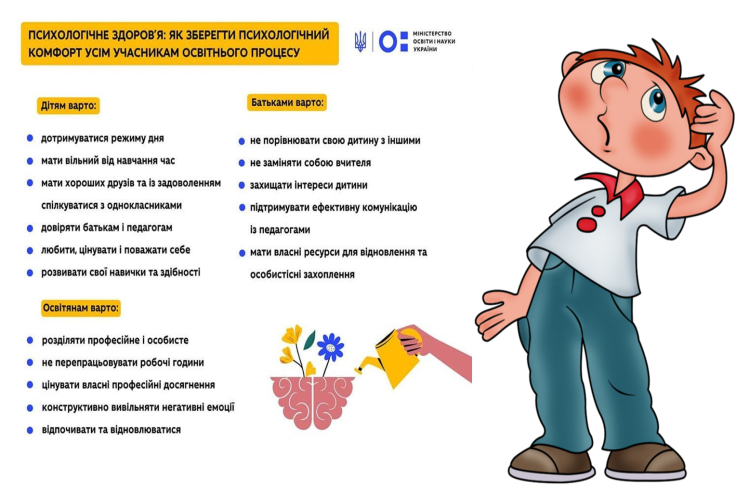 ПСИХОЛОГІЧНЕ ЗДОРОВ'Я: ЯК ЗБЕРЕГТИ ПСИХОЛОГІЧНИЙ
КОМФОРТ УСІМ УЧАСНИКАМ ОСВІТНЬОГО ПРОЦЕСУ
МІНІСТЕРСТВО
ОСВІТИ І НАУКИ
УКРАЇНИ
Дітям варто:
дотримуватися режиму дня
мати вільний від навчання час
мати хороших друзів та із задоволенням
спілкуватися з однокласниками
довіряти батькам і педагогам
любити, цінувати і поважати себе
розвивати свої навички та здібності
Батьками варто:
не порівнювати свою дитину з іншими
не заміняти собою вчителя
захищати інтереси дитини
підтримувати ефективну комунікацію
із педагогами
мати власні ресурси для відновлення та
особистісні захоплення
Освітянам варто:
розділяти професійне і особисте
не перепрацьовувати робочі години
цінувати власні професійні досягнення
конструктивно вивільняти негативні емоції
відпочивати та відновлюватися